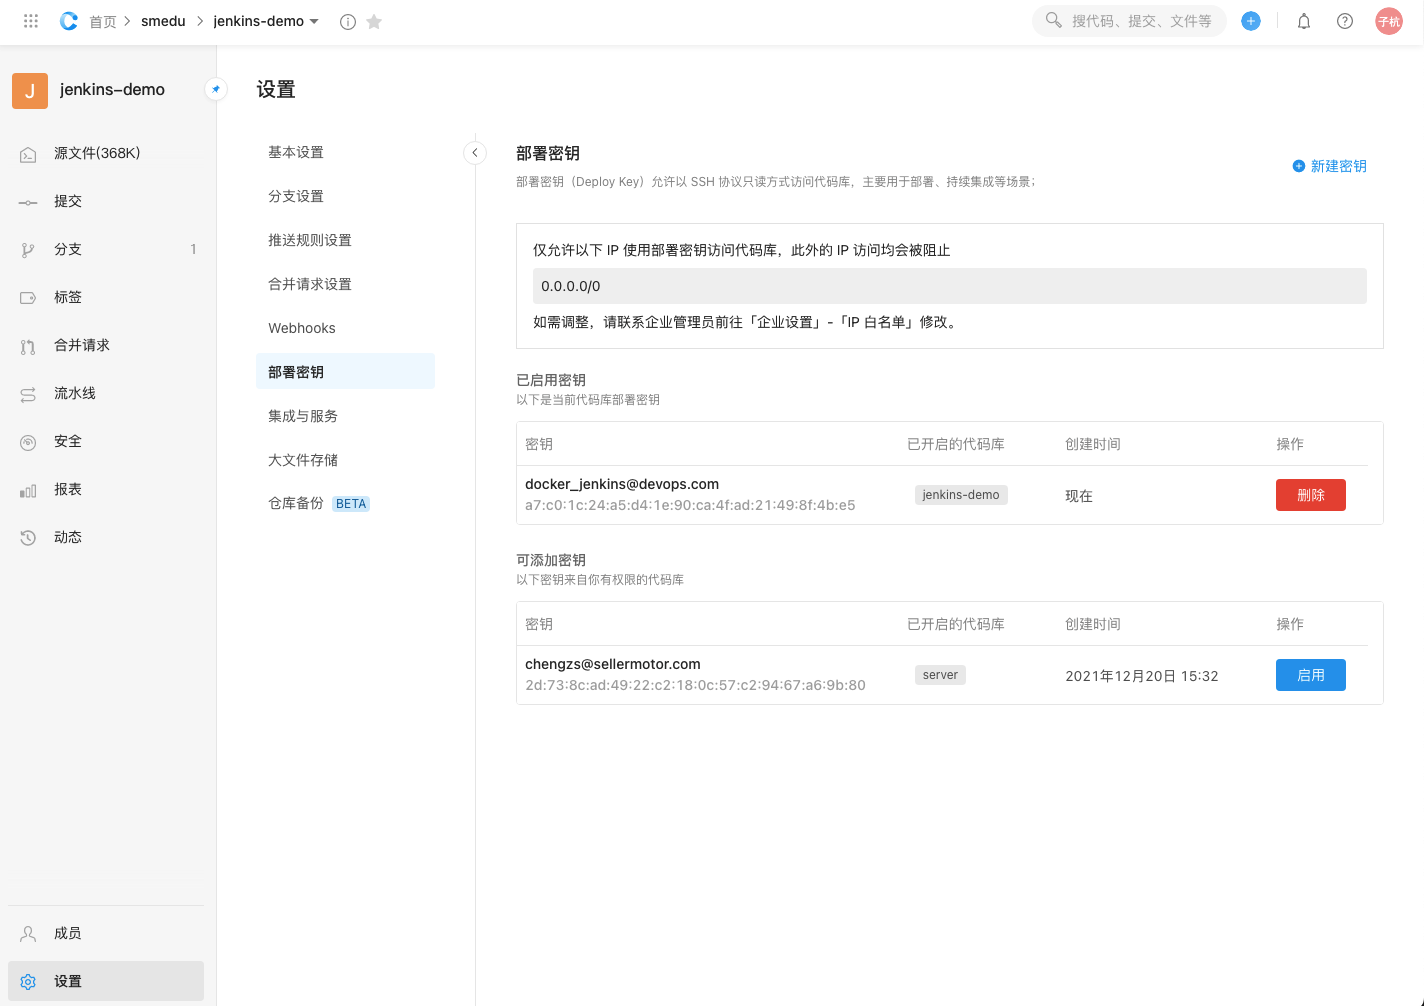 首页 > smedu > jenkins-demo
搜代码、提交、文件等
子杭
J jenkins-demo
源文件(368K)
提交
分支 1
标签
合并请求
流水线
安全
报表
动态
成员
设置
设置
基本设置
分支设置
推送规则设置
合并请求设置
Webhooks
部署密钥
集成与服务
大文件存储
仓库备份 BETA
部署密钥
新建密钥
部署密钥（Deploy Key）允许以 SSH 协议只读方式访问代码库，主要用于部署、持续集成等场景；
仅允许以下 IP 使用部署密钥访问代码库，此外的 IP 访问均会被阻止
0.0.0.0/0
如需调整，请联系企业管理员前往「企业设置」-「IP 白名单」修改。
已启用密钥
以下是当前代码库部署密钥
密钥 已开启的代码库 创建时间 操作
docker_jenkins@devops.com
a7:c0:1c:24:a5:d4:1e:90:ca:4f:ad:21:49:8f:4b:e5
jenkins-demo 现在 删除
可添加密钥
以下密钥来自你有权限的代码库
密钥 已开启的代码库 创建时间 操作
chengzs@sellermotor.com
2d:73:8c:ad:49:22:c2:18:0c:57:c2:94:67:a6:9b:80
server 2021年12月20日 15:32 启用